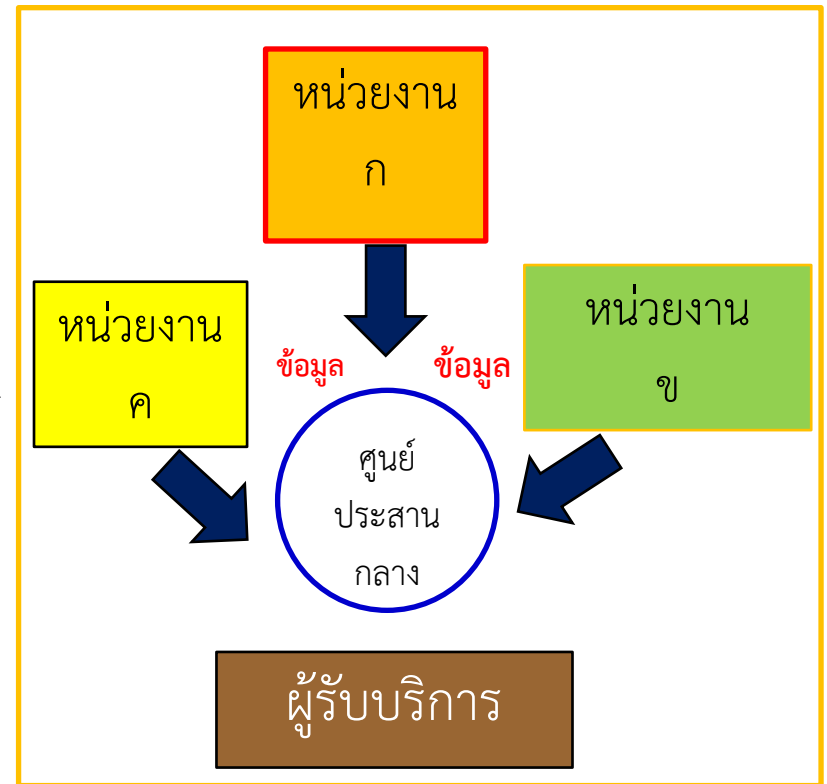 หน่วยงาน
ก
หน่วยงาน
ค
หน่วยงาน
ข
ข้อมูล
ข้อมูล
ศูนย์
ประสาน
กลาง
ผู้รับบริการ